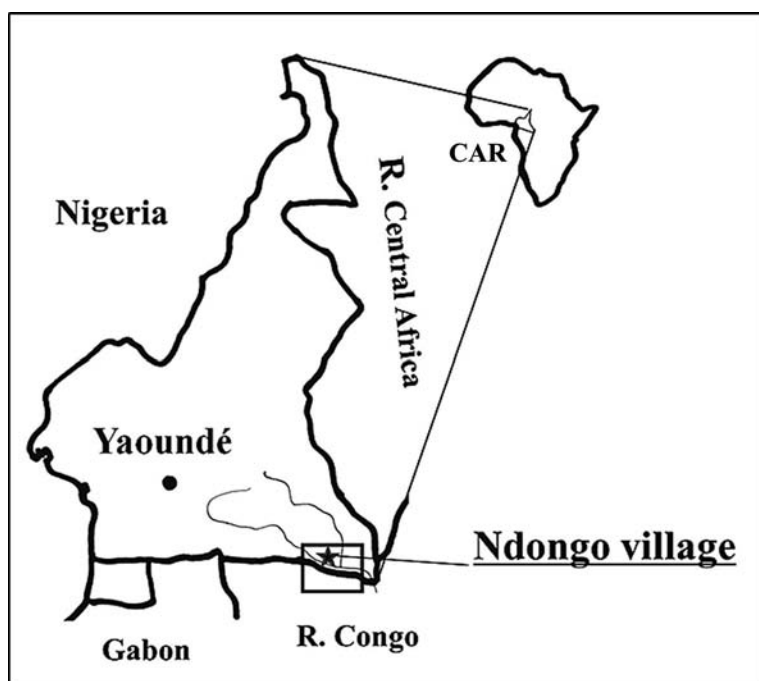 CAR
Nigeria
R. Central Africa
Yaoundé
Ndongo village
R. Congo
Gabon